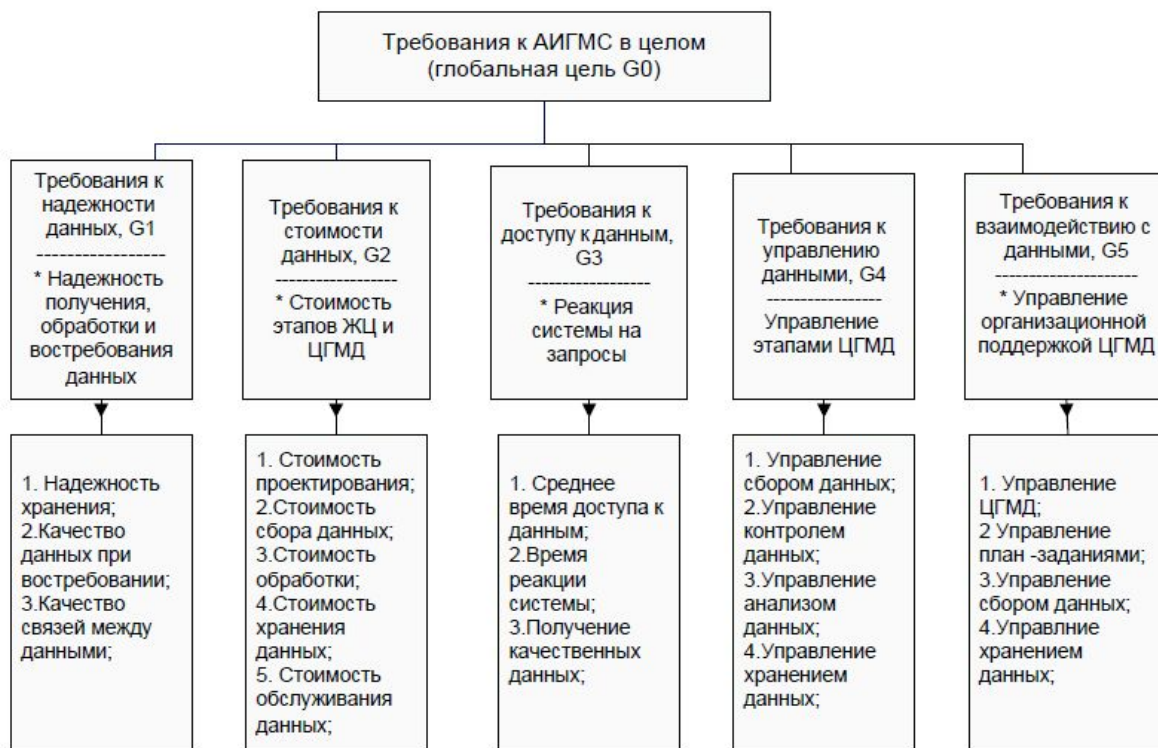 Требования к АИГМС в целом
(глобальная цель G0)
Требования к
надежности
данных, G1
------------------
* Надежность
получения,
обработки и
востребования
данных
Требования к
стоимости
данных, G2
-----------------
* Стоимость
этапов ЖЦ и
ЦГМД
Требования к
доступу к данным,
G3
------------------
* Реакция
системы на
запросы
Требования к
управлению
данными, G4
-----------------
Управление
этапами ЦГМД
Требования к
взаимодействию с
данными, G5
---------------------
* Управление
организационной
поддержкой ЦГМД
1. Надежность
хранения;
2.Качество
данных при
востребовании;
3.Качество
связей между
данными;
1. Стоимость
проектирования;
2.Стоимость
сбора данных;
3.Стоимость
обработки;
4.Стоимость
хранения
данных;
5. Стоимость
обслуживания
данных;
1. Среднее
время доступа к
данным;
2.Время
реакции
системы;
3.Получение
качественных
данных;
1. Управление
сбором данных;
2.Управление
контролем
данных;
3.Управление
анализом
данных;
4.Управление
хранением
данных;
1. Управление
ЦГМД;
2 Управление
план -заданиями;
3.Управление
сбором данных;
4.Управлние
хранением
данных;